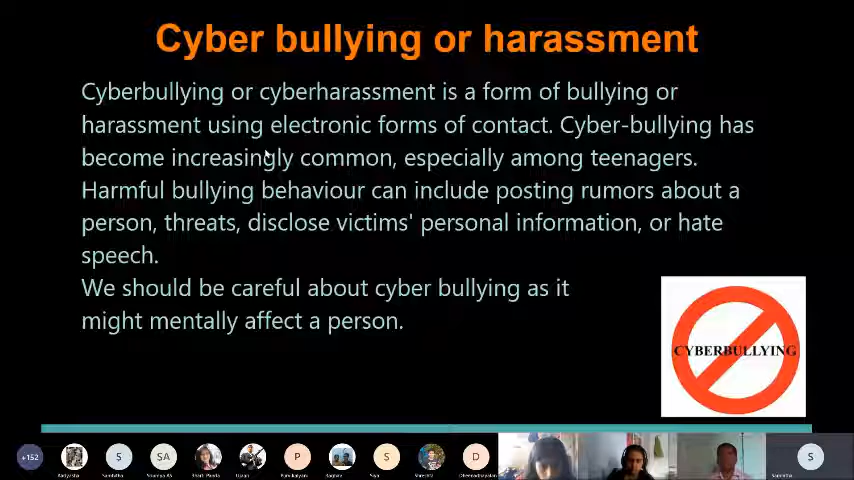 Cyber bullying or harassment
Cyberbullying or cyberharassment is a form of bullying or
harassment using electronic forms of contact. Cyber-bullying has
become increasingly common, especially among teenagers.
Harmful bullying behaviour can include posting rumors about a
person, threats, disclose victims' personal information, or hate
speech.
We should be careful about cyber bullying as it
might mentally affect a person.
CYBERBULLYING
+152
S
SA
P
S
D
S